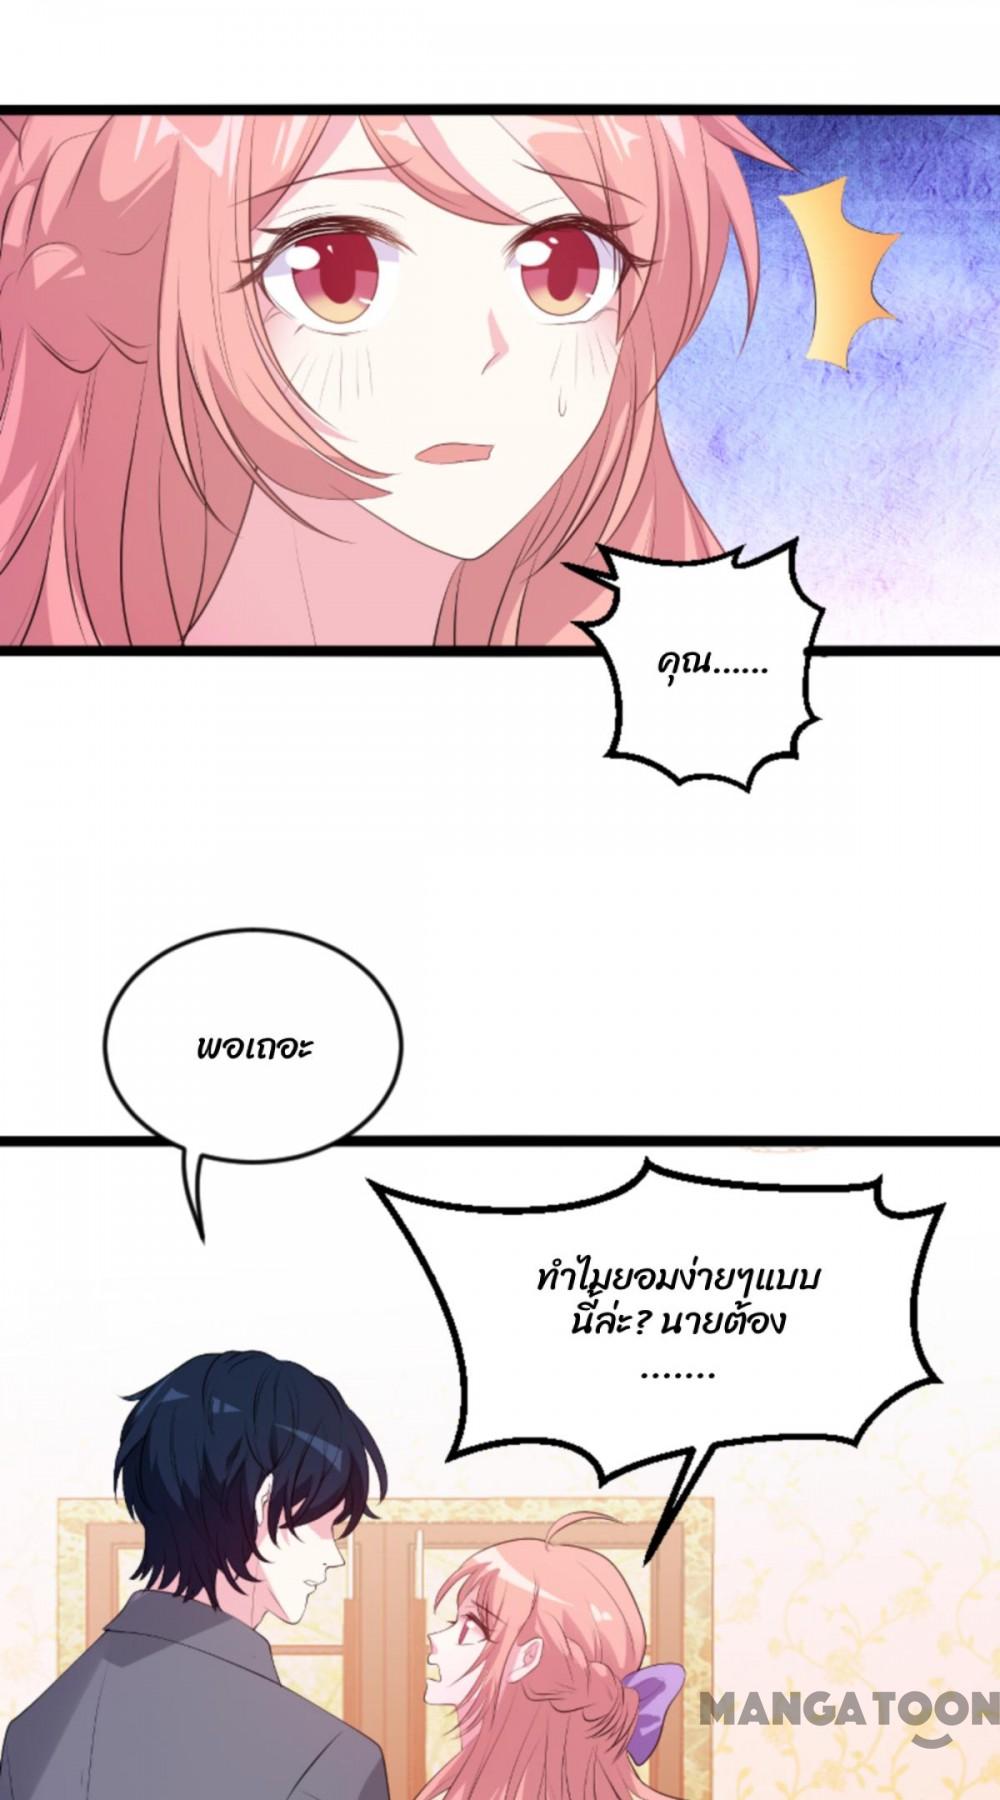 คุณ......
พอเถอะ
ทำไมยอมง่ายๆแบบ
นี้ล่ะ? นายต้อง
.......
MANGATOON